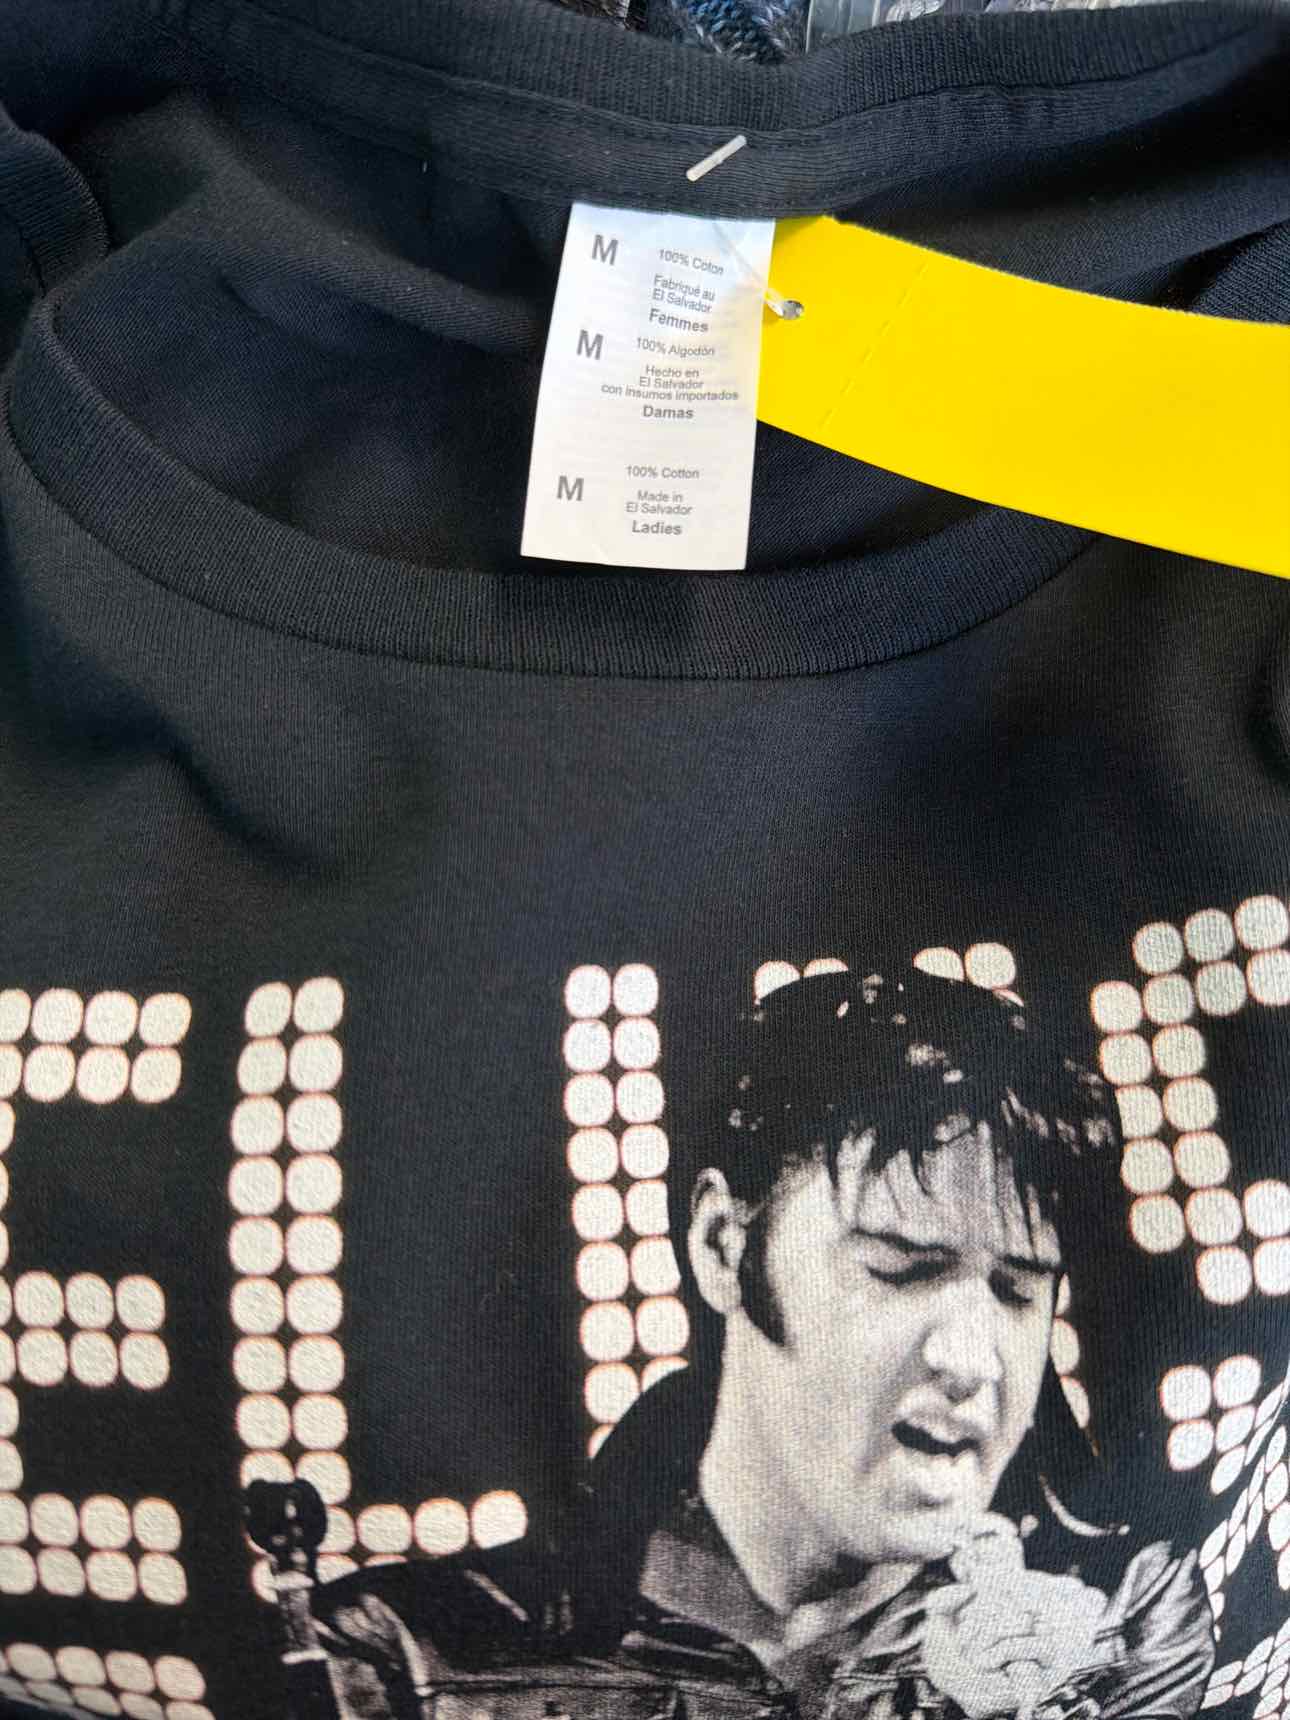 M
100% Coton
Fabriqué au
El Salvador
Femmes
M
100% Algodón
Hecho en
El Salvador
con insumos importados
Damas
M
100% Cotton
Made in
El Salvador
Ladies
ELVIS